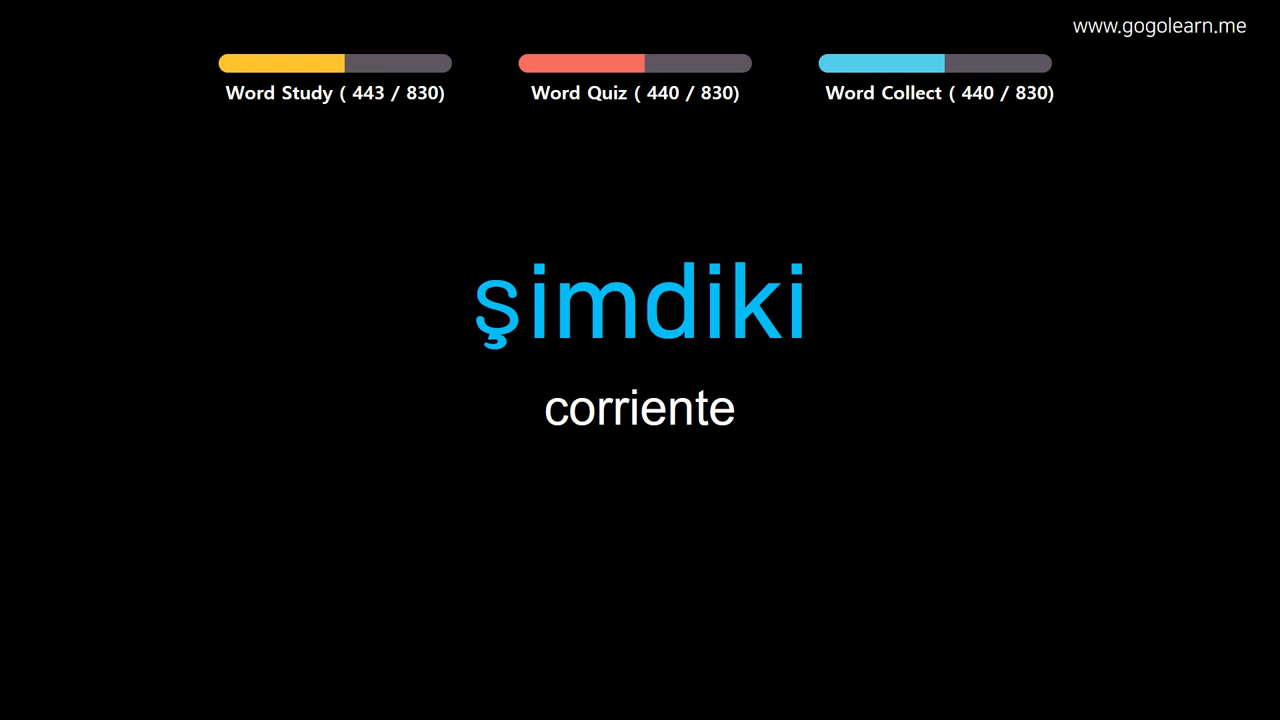 www.gogolearn.me
Word Study ( 443 / 830)
Word Quiz ( 440 / 830)
Word Collect ( 440 / 830)
şimdiki
corriente